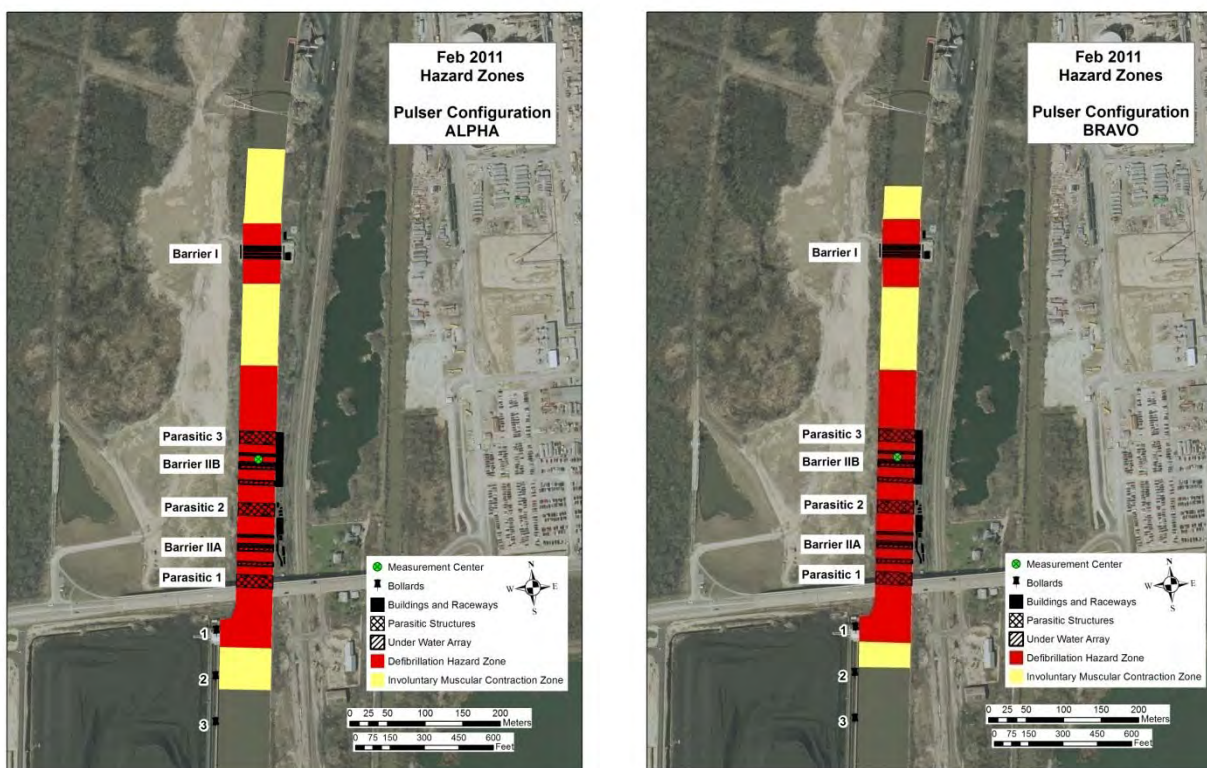 Feb 2011
Hazard Zones
Pulser Configuration
ALPHA
Barrier I
Parasitic 3
Barrier IIB
Parasitic 2
Barrier IIA
Parasitic 1
1
2
3
Measurement Center
Bollards
Buildings and Raceways
Parasitic Structures
Under Water Array
Defibrillation Hazard Zone
Involuntary Muscular Contraction Zone
N
W E
S
0 25 50 100 150 200
Meters
0 75 150 300 450 600
Feet
Feb 2011
Hazard Zones
Pulser Configuration
BRAVO
Barrier I
Parasitic 3
Barrier IIB
Parasitic 2
Barrier IIA
Parasitic 1
1
2
3
Measurement Center
Bollards
Buildings and Raceways
Parasitic Structures
Under Water Array
Defibrillation Hazard Zone
Involuntary Muscular Contraction Zone
N
W E
S
0 25 50 100 150 200
Meters
0 75 150 300 450 600
Feet